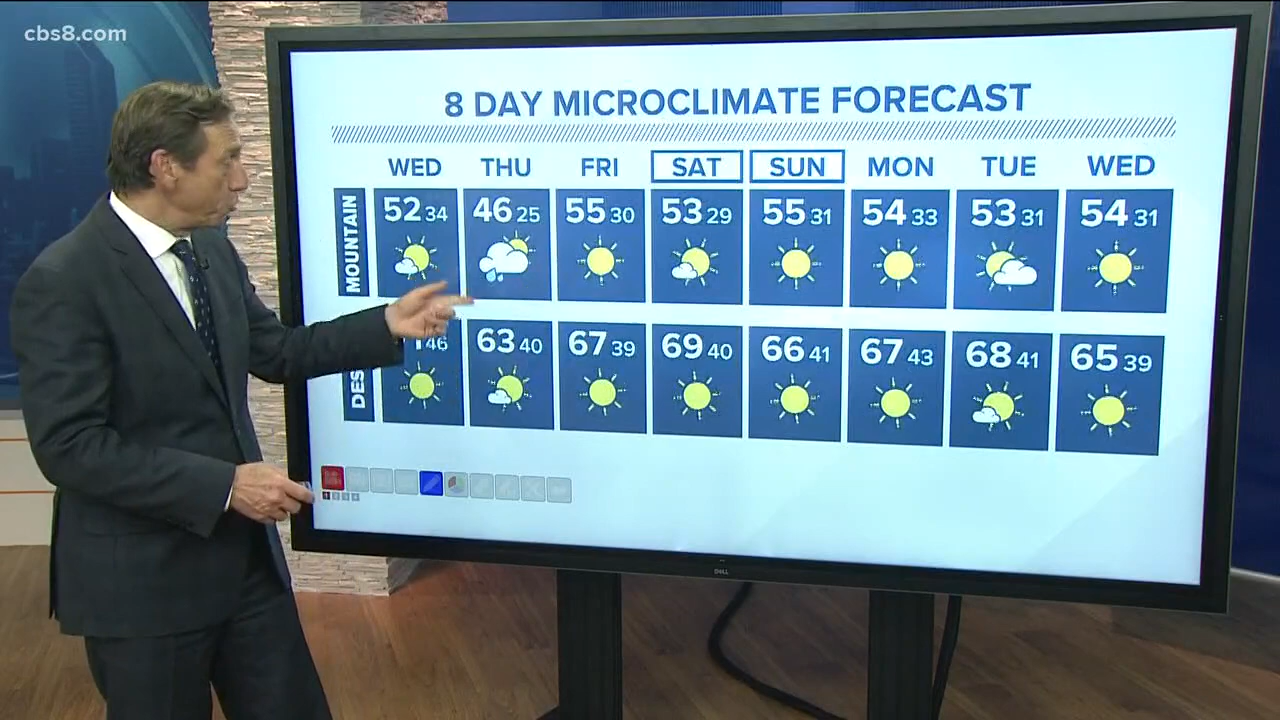 cbs8.com
8 DAY MICROCLIMATE FORECAST
WED THU FRI SAT SUN MON TUE WED
MOUNTAIN
52 34 46 25 55 30 53 29 55 31 54 33 53 31 54 31
DES
46 63 40 67 39 69 40 66 41 67 43 68 41 65 39
DELL